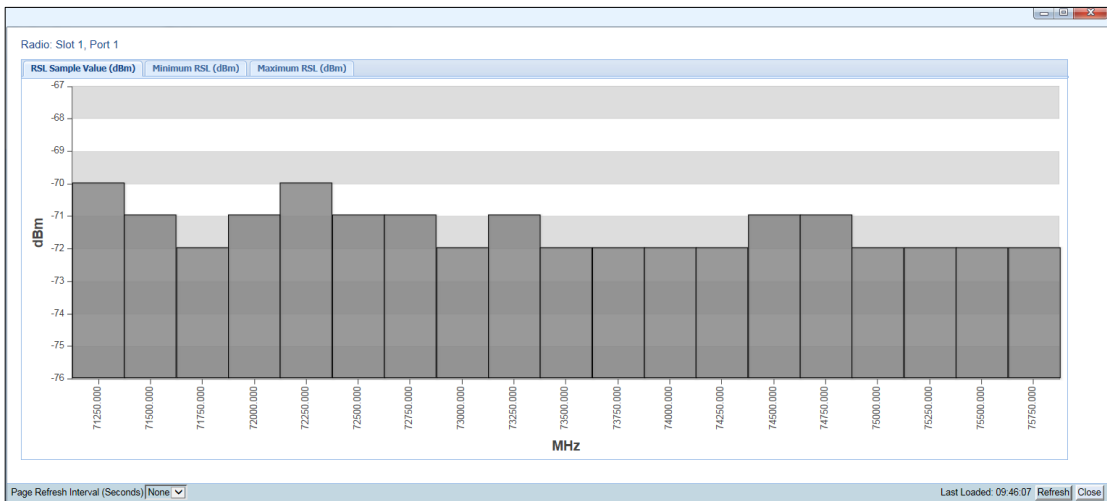 Radio: Slot 1, Port 1
RSL Sample Value (dBm) Minimum RSL (dBm) Maximum RSL (dBm)
-67
-68
-69
-70
-71
-72
-73
-74
-75
-76
dBm
71250.000 71500.000 71750.000 72000.000 72250.000 72500.000 72750.000 73000.000 73250.000 73500.000 73750.000 74000.000 74250.000 74500.000 74750.000 75000.000 75250.000 75500.000 75750.000
MHz
Page Refresh Interval (Seconds) None Last Loaded: 09:46:07 Refresh Close